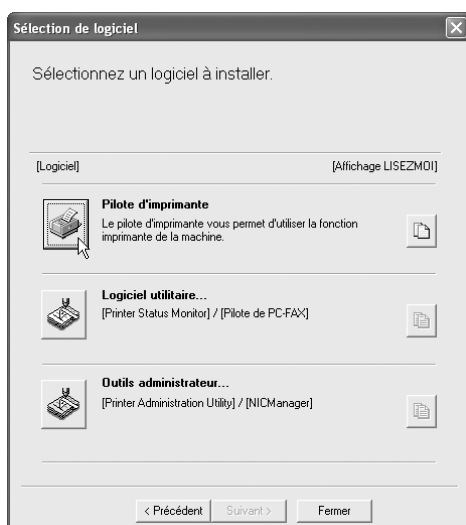 Sélection de logiciel
Sélectionnez un logiciel à installer.
[Logiciel] [Affichage LISEZMOI]
Pilote d'imprimante
Le pilote d'imprimante vous permet d'utiliser la fonction
imprimante de la machine.
Logiciel utilitaire...
[Printer Status Monitor] / [Pilote de PC-FAX]
Outils administrateur...
[Printer Administration Utility] / [NICManager]
< Précédent Suivant > Fermer